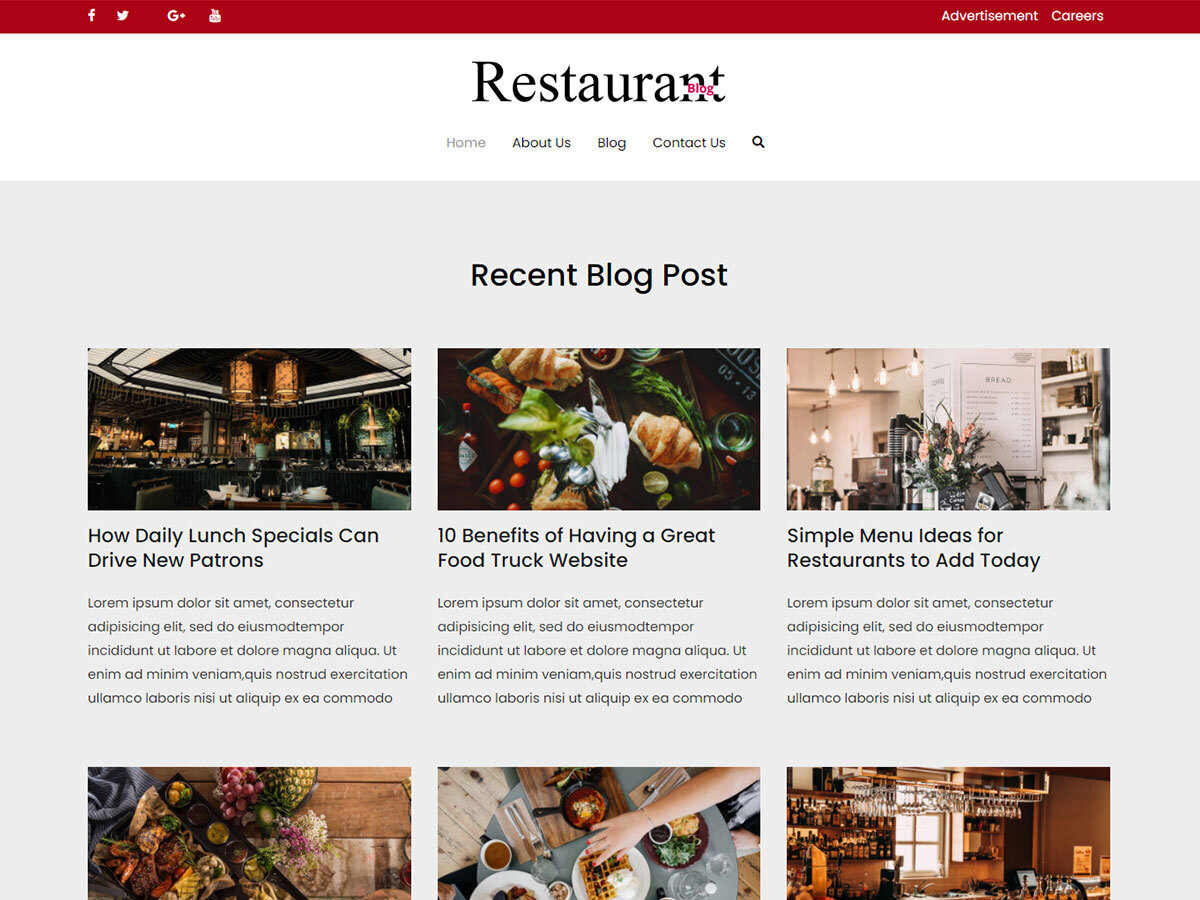 Advertisement Careers
Restaurant
Blog
Home About Us Blog Contact Us
Recent Blog Post
05-13
TABASCO
BREAD
How Daily Lunch Specials Can
Drive New Patrons
10 Benefits of Having a Great
Food Truck Website
Simple Menu Ideas for
Restaurants to Add Today
Lorem ipsum dolor sit amet, consectetur
adipisicing elit, sed do eiusmodtempor
incididunt ut labore et dolore magna aliqua. Ut
enim ad minim veniam,quis nostrud exercitation
ullamco laboris nisi ut aliquip ex ea commodo
Lorem ipsum dolor sit amet, consectetur
adipisicing elit, sed do eiusmodtempor
incididunt ut labore et dolore magna aliqua. Ut
enim ad minim veniam,quis nostrud exercitation
ullamco laboris nisi ut aliquip ex ea commodo
Lorem ipsum dolor sit amet, consectetur
adipisicing elit, sed do eiusmodtempor
incididunt ut labore et dolore magna aliqua. Ut
enim ad minim veniam,quis nostrud exercitation
ullamco laboris nisi ut aliquip ex ea commodo